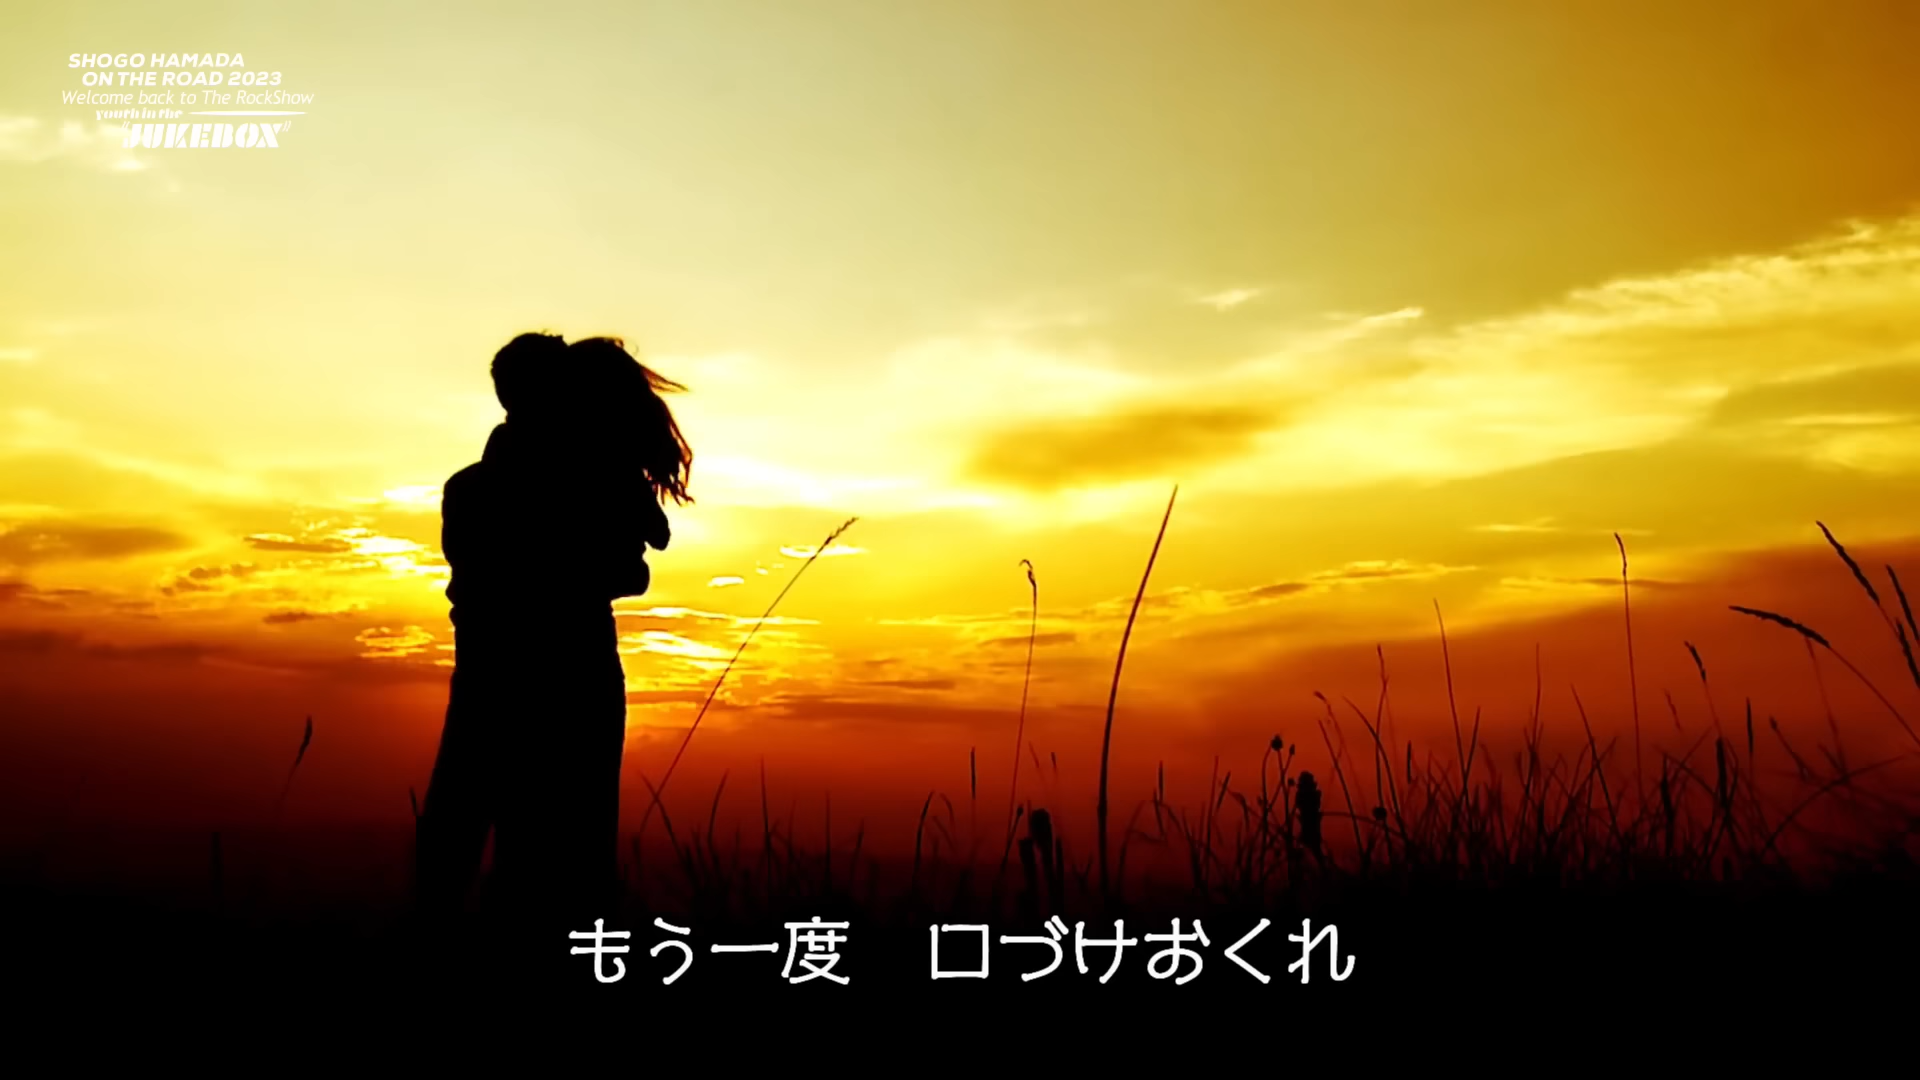 SHOGO HAMADA
ON THE ROAD 2023
Welcome back to The RockShow
youth in the
"JUKEBOX"
もう一度　口づけおくれ